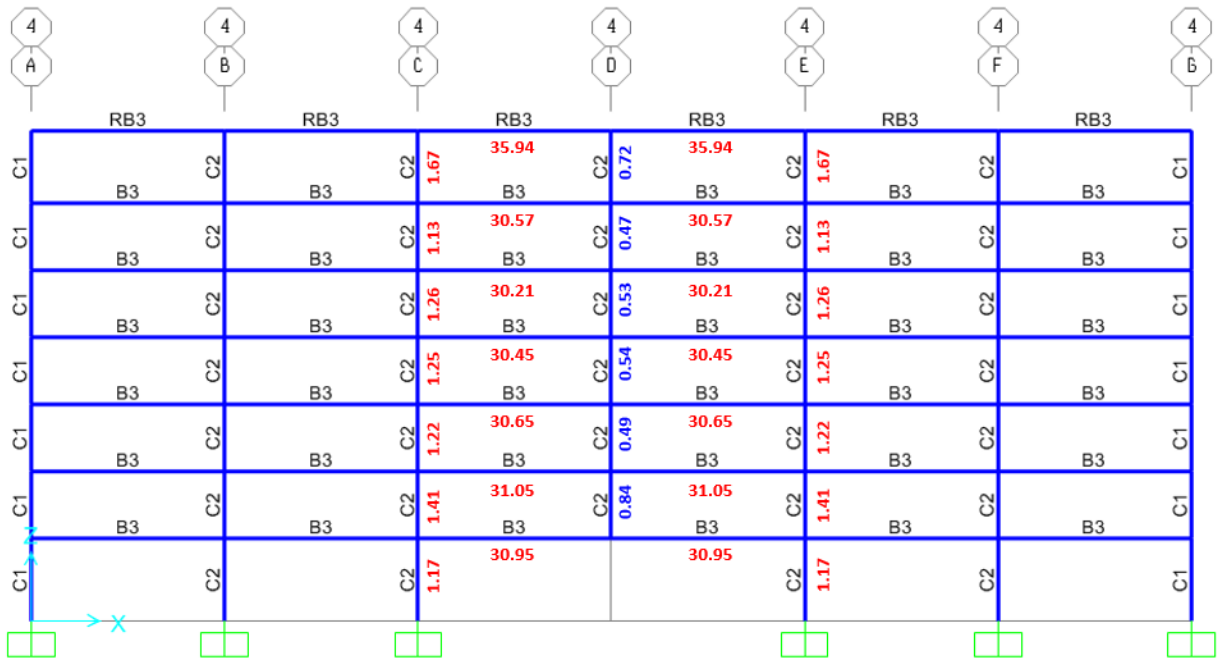 4 4 4 4 4 4 4
A B C D E F G
RB3 RB3 RB3 RB3 RB3 RB3
C1 C2 C2 1.67 35.94 C2 0.72 35.94 C2 1.67 C2 C1
B3 B3 B3 B3 B3 B3
C1 C2 C2 1.13 30.57 C2 0.47 30.57 C2 1.13 C2 C1
B3 B3 B3 B3 B3 B3
C1 C2 C2 1.26 30.21 C2 0.53 30.21 C2 1.26 C2 C1
B3 B3 B3 B3 B3 B3
C1 C2 C2 1.25 30.45 C2 0.54 30.45 C2 1.25 C2 C1
B3 B3 B3 B3 B3 B3
C1 C2 C2 1.22 30.65 C2 0.49 30.65 C2 1.22 C2 C1
B3 B3 B3 B3 B3 B3
C1 C2 C2 1.41 31.05 C2 0.84 31.05 C2 1.41 C2 C1
B3 B3 B3 B3 B3 B3
Z
C1 C2 C2 1.17 30.95 30.95 C2 1.17 C2 C1
X